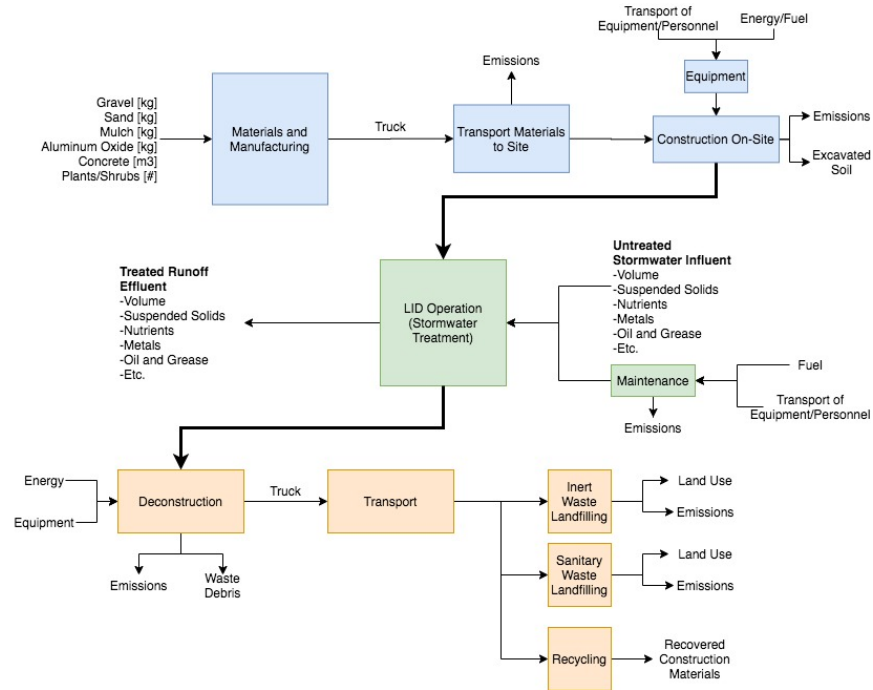 Transport of
Equipment/Personnel
Energy/Fuel
Emissions
Equipment
Gravel [kg]
Sand [kg]
Mulch [kg]
Aluminum Oxide [kg]
Concrete [m3]
Plants/Shrubs [#]
Materials and
Manufacturing
Truck
Transport Materials
to Site
Construction On-Site
Emissions
Excavated
Soil
Treated Runoff
Effluent
-Volume
-Suspended Solids
-Nutrients
-Metals
-Oil and Grease
-Etc.
LID Operation
(Stormwater
Treatment)
Untreated
Stormwater Influent
-Volume
-Suspended Solids
-Nutrients
-Metals
-Oil and Grease
-Etc.
Maintenance
Fuel
Transport of
Equipment/Personnel
Emissions
Energy
Equipment
Deconstruction
Truck
Transport
Inert
Waste
Landfilling
Land Use
Emissions
Emissions
Waste
Debris
Sanitary
Waste
Landfilling
Land Use
Emissions
Recycling
Recovered
Construction
Materials